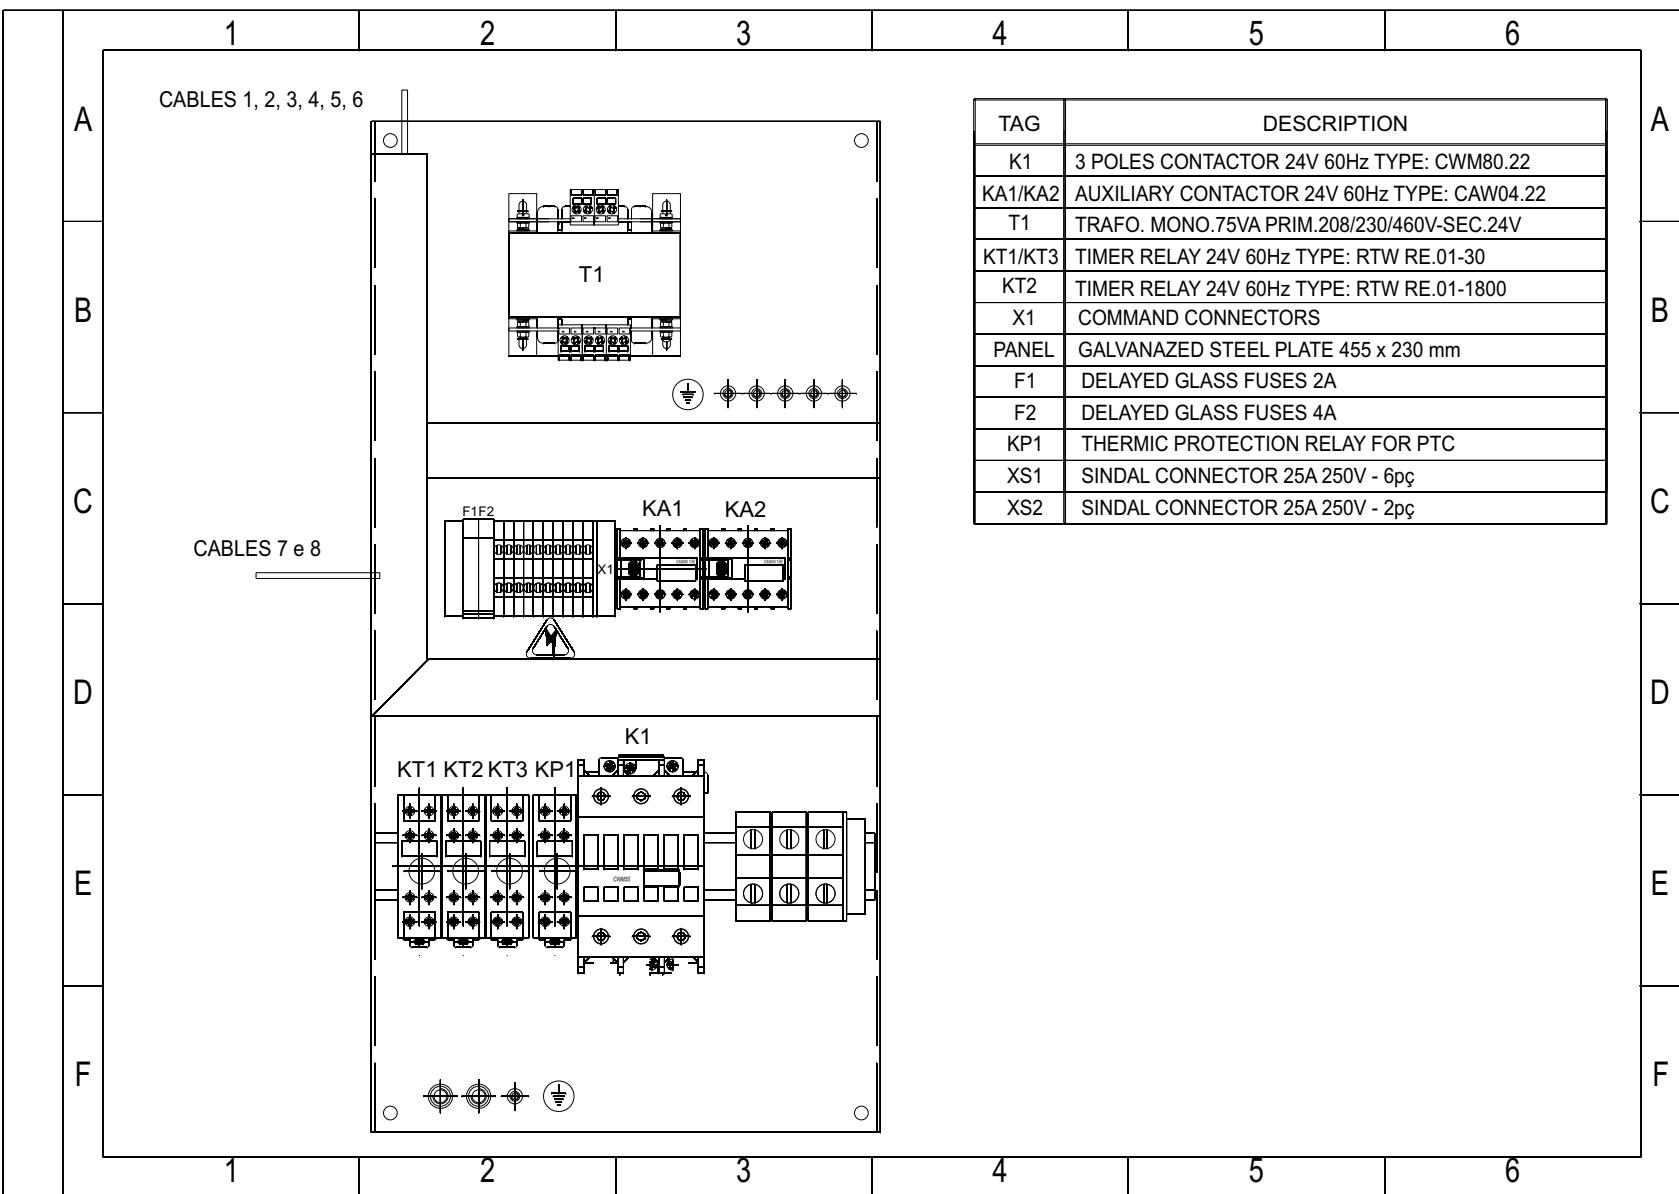 1 2 3 4 5 6
A A
CABLES 1, 2, 3, 4, 5, 6
TAG DESCRIPTION
K1 3 POLES CONTACTOR 24V 60Hz TYPE: CWM80.22
KA1/KA2 AUXILIARY CONTACTOR 24V 60Hz TYPE: CAW04.22
T1 TRAFO. MONO.75VA PRIM.208/230/460V-SEC.24V
KT1/KT3 TIMER RELAY 24V 60Hz TYPE: RTW RE.01-30
KT2 TIMER RELAY 24V 60Hz TYPE: RTW RE.01-1800
X1 COMMAND CONNECTORS
PANEL GALVANAZED STEEL PLATE 455 x 230 mm
F1 DELAYED GLASS FUSES 2A
F2 DELAYED GLASS FUSES 4A
KP1 THERMIC PROTECTION RELAY FOR PTC
XS1 SINDAL CONNECTOR 25A 250V - 6pç
XS2 SINDAL CONNECTOR 25A 250V - 2pç
T1
B B
C C
F1F2 KA1 KA2
CABLES 7 e 8
X1
D D
K1
KT1 KT2 KT3 KP1
E E
F F
1 2 3 4 5 6